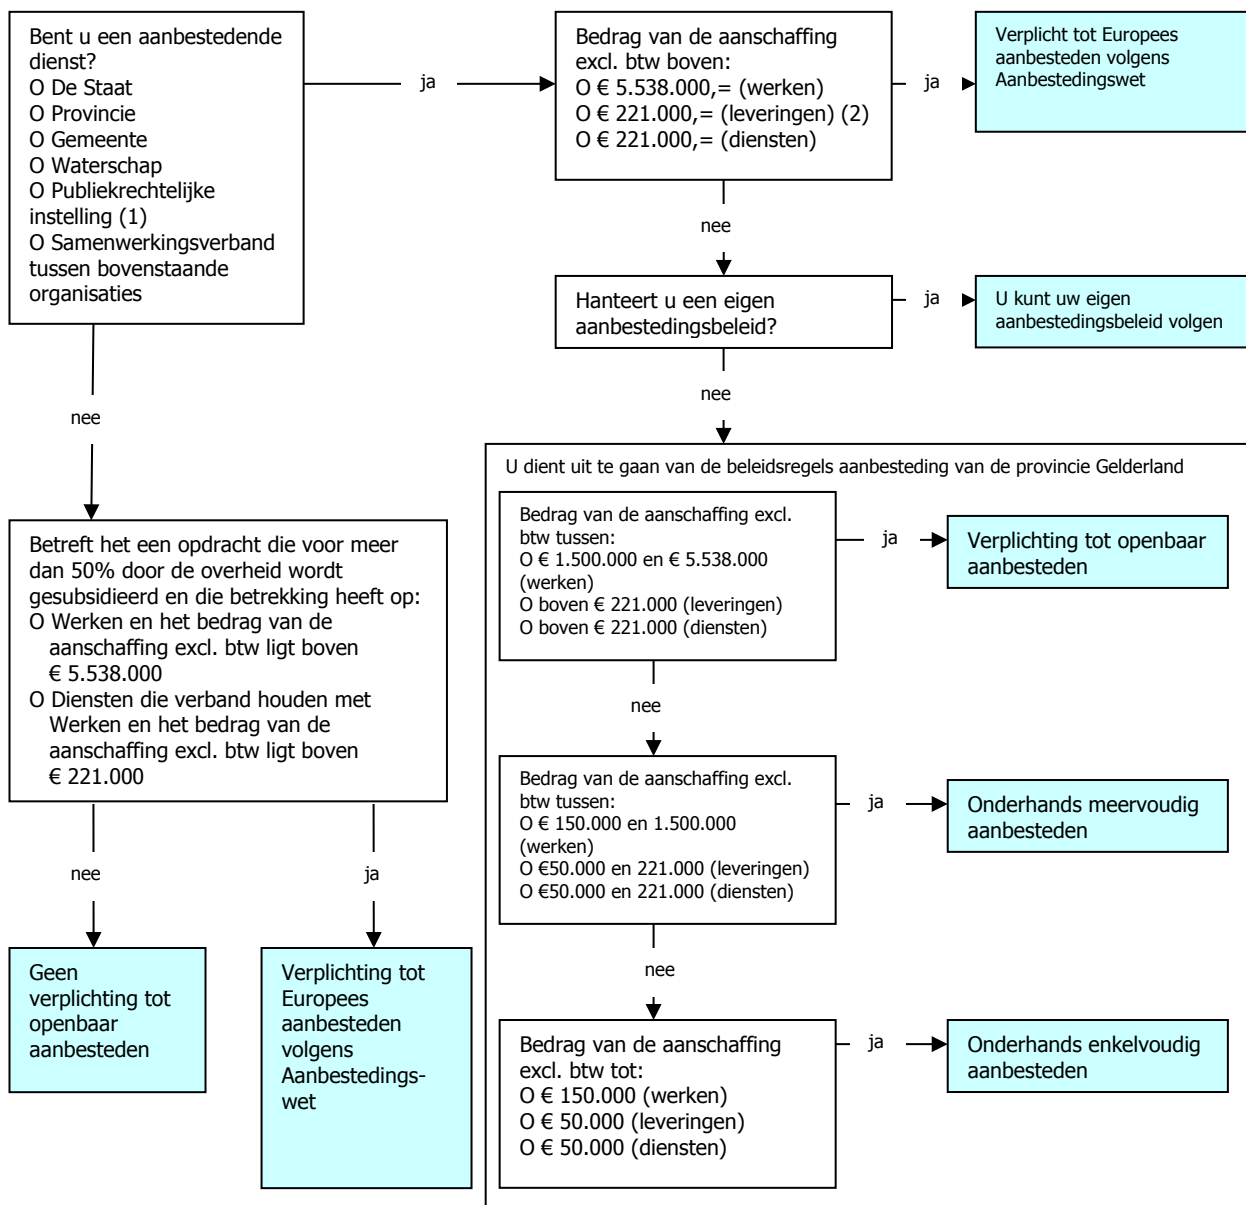 Bent u een aanbestedende
dienst?
O De Staat
O Provincie
O Gemeente
O Waterschap
O Publiekrechtelijke
instelling (1)
O Samenwerkingsverband
tussen bovenstaande
organisaties
ja
Bedrag van de aanschaffing
excl. btw boven:
O € 5.538.000,= (werken)
O € 221.000,= (leveringen) (2)
O € 221.000,= (diensten)
ja
Verplicht tot Europees
aanbesteden volgens
Aanbestedingswet
nee
Hanteert u een eigen
aanbestedingsbeleid?
ja
U kunt uw eigen
aanbestedingsbeleid volgen
nee
nee
U dient uit te gaan van de beleidsregels aanbesteding van de provincie Gelderland
Bedrag van de aanschaffing excl.
btw tussen:
O € 1.500.000 en € 5.538.000
(werken)
O boven € 221.000 (leveringen)
O boven € 221.000 (diensten)
ja
Verplichting tot openbaar
aanbesteden
nee
Bedrag van de aanschaffing excl.
btw tussen:
O € 150.000 en 1.500.000
(werken)
O €50.000 en 221.000 (leveringen)
O €50.000 en 221.000 (diensten)
ja
Onderhands meervoudig
aanbesteden
nee
Bedrag van de aanschaffing
excl. btw tot:
O € 150.000 (werken)
O € 50.000 (leveringen)
O € 50.000 (diensten)
ja
Onderhands enkelvoudig
aanbesteden
Betreft het een opdracht die voor meer
dan 50% door de overheid wordt
gesubsidieerd en die betrekking heeft op:
O Werken en het bedrag van de
aanschaffing excl. btw ligt boven
€ 5.538.000
O Diensten die verband houden met
Werken en het bedrag van de
aanschaffing excl. btw ligt boven
€ 221.000
nee
ja
Geen
verplichting tot
openbaar
aanbesteden
Verplichting tot
Europees
aanbesteden
volgens
Aanbestedings-
wet